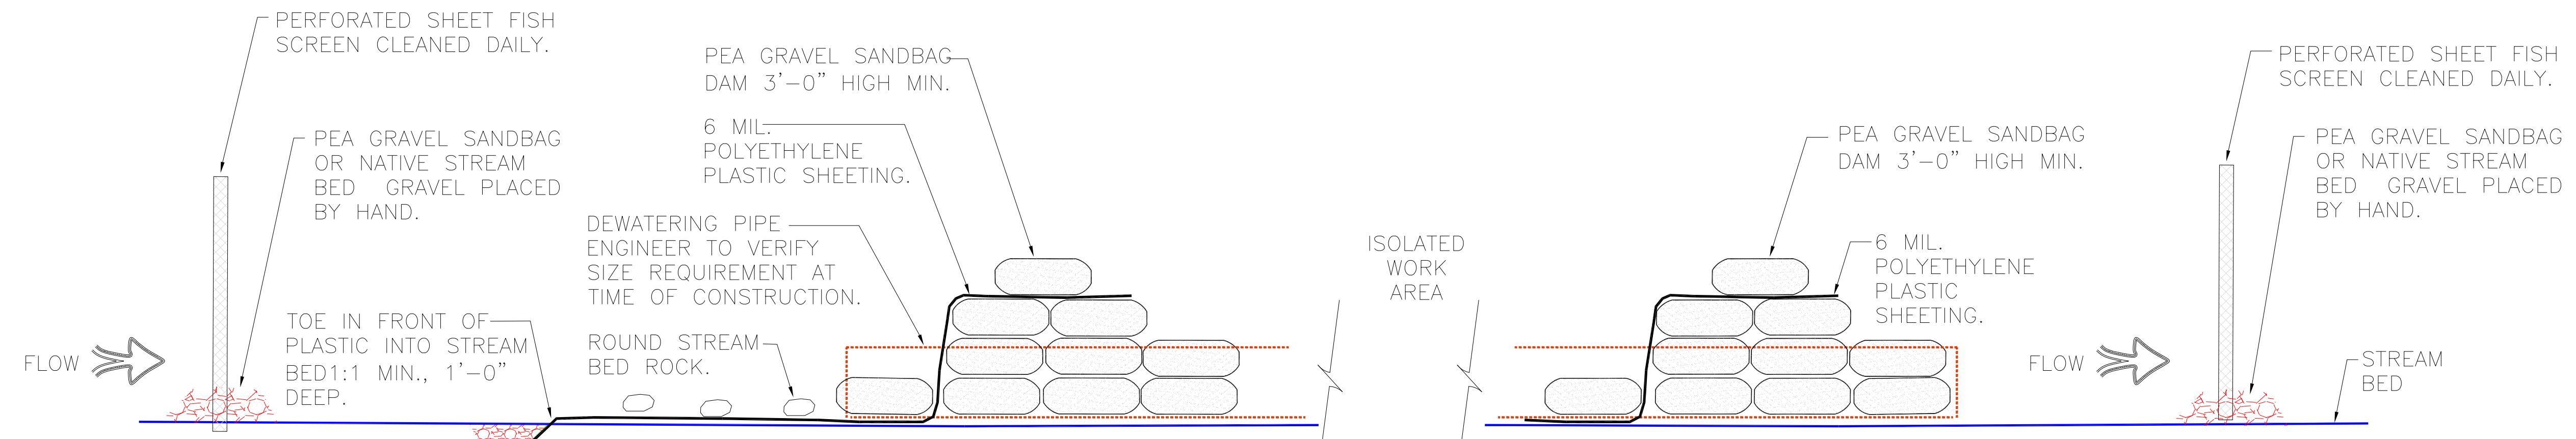 PERFORATED SHEET FISH
SCREEN CLEANED DAILY.
PEA GRAVEL SANDBAG
OR NATIVE STREAM
BED GRAVEL PLACED
BY HAND.
PEA GRAVEL SANDBAG
DAM 3'-0" HIGH MIN.
6 MIL.
POLYETHYLENE
PLASTIC SHEETING.
DEWATERING PIPE
ENGINEER TO VERIFY
SIZE REQUIREMENT AT
TIME OF CONSTRUCTION.
TOE IN FRONT OF
PLASTIC INTO STREAM
BED1:1 MIN., 1'-0"
DEEP.
ROUND STREAM
BED ROCK.
FLOW
ISOLATED
WORK
AREA
PEA GRAVEL SANDBAG
DAM 3'-0" HIGH MIN.
6 MIL.
POLYETHYLENE
PLASTIC
SHEETING.
PERFORATED SHEET FISH
SCREEN CLEANED DAILY.
PEA GRAVEL SANDBAG
OR NATIVE STREAM
BED GRAVEL PLACED
BY HAND.
FLOW
STREAM
BED